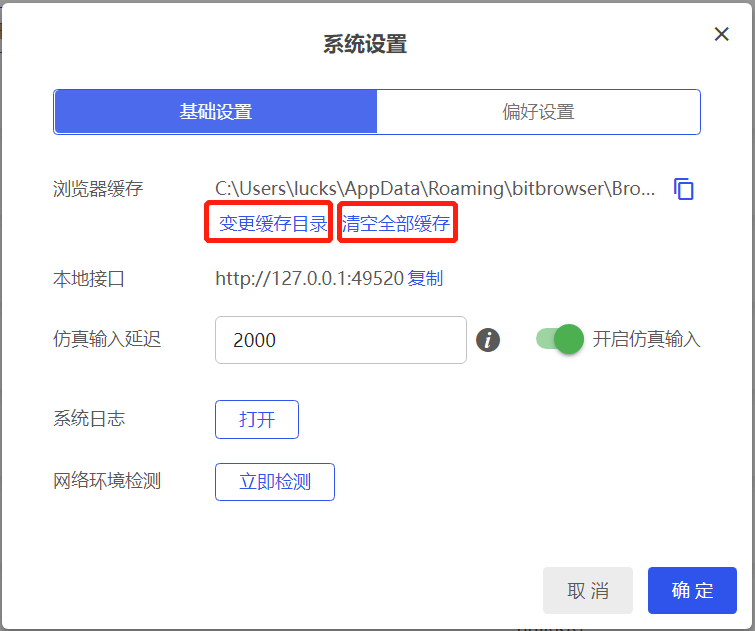 系统设置
基础设置 偏好设置
浏览器缓存 C:\Users\lucks\AppData\Roaming\bitbrowser\Bro...
变更缓存目录 清空全部缓存
本地接口 http://127.0.0.1:49520 复制
仿真输入延迟 2000 开启仿真输入
系统日志 打开
网络环境检测 立即检测
取 消 确 定